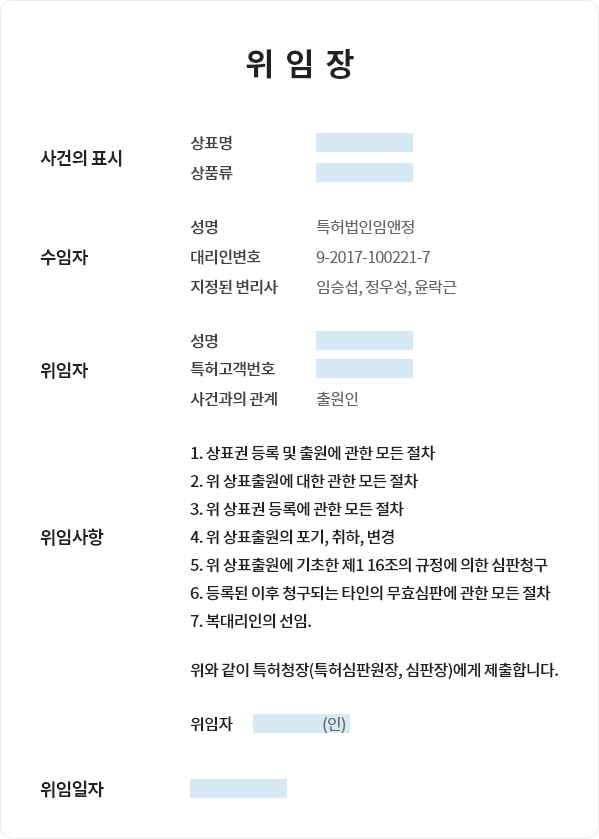 위 임 장
사건의 표시
상표명
상품류
수임자
성명 특허법인임앤정
대리인번호 9-2017-100221-7
지정된 변리사 임승섭, 정우성, 윤락근
위임자
성명
특허고객번호
사건과의 관계 출원인
위임사항
1. 상표권 등록 및 출원에 관한 모든 절차
2. 위 상표출원에 대한 관한 모든 절차
3. 위 상표권 등록에 관한 모든 절차
4. 위 상표출원의 포기, 취하, 변경
5. 위 상표출원에 기초한 제1 16조의 규정에 의한 심판청구
6. 등록된 이후 청구되는 타인의 무효심판에 관한 모든 절차
7. 복대리인의 선임.
위와 같이 특허청장(특허심판원장, 심판장)에게 제출합니다.
위임자 (인)
위임일자